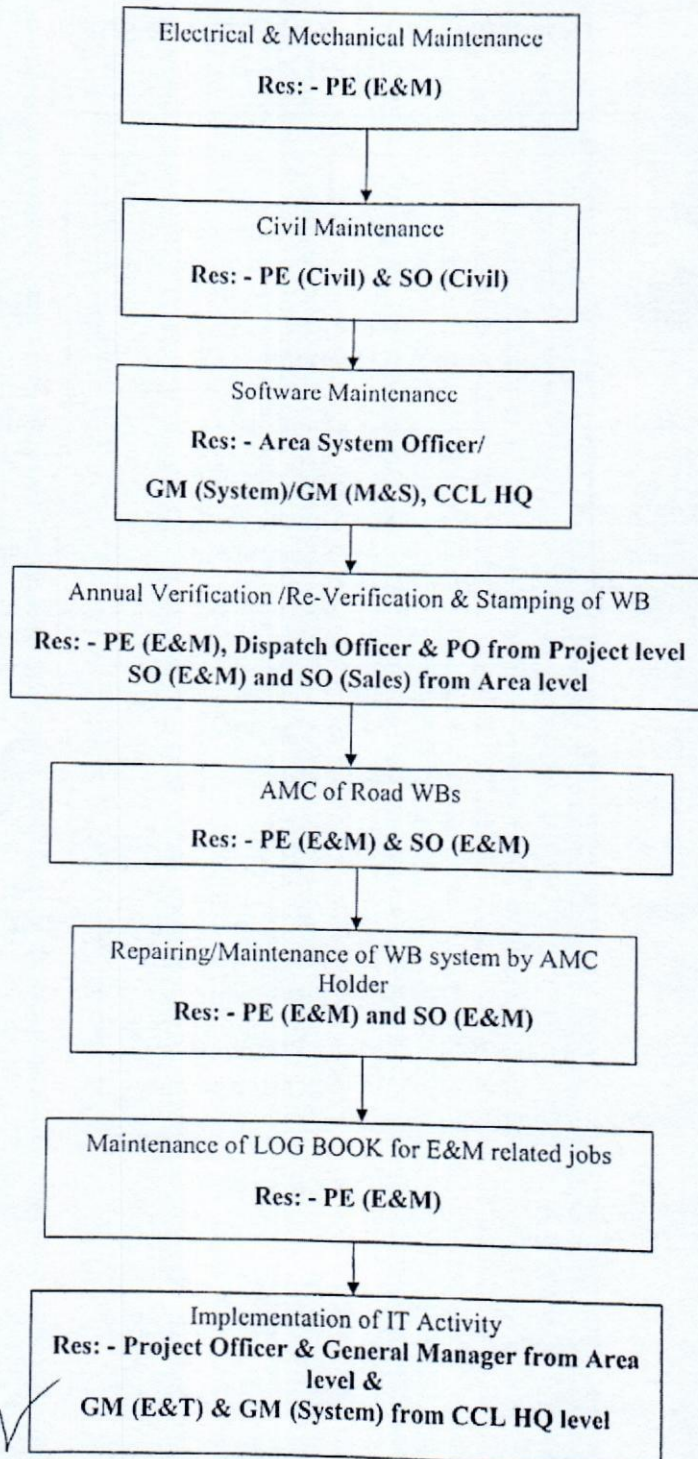 Electrical & Mechanical Maintenance
Res: - PE (E&M)
Civil Maintenance
Res: - PE (Civil) & SO (Civil)
Software Maintenance
Res: - Area System Officer/
GM (System)/GM (M&S), CCL HQ
Annual Verification /Re-Verification & Stamping of WB
Res: - PE (E&M), Dispatch Officer & PO from Project level
SO (E&M) and SO (Sales) from Area level
AMC of Road WBs
Res: - PE (E&M) & SO (E&M)
Repairing/Maintenance of WB system by AMC
Holder
Res: - PE (E&M) and SO (E&M)
Maintenance of LOG BOOK for E&M related jobs
Res: - PE (E&M)
Implementation of IT Activity
Res: - Project Officer & General Manager from Area
level &
GM (E&T) & GM (System) from CCL HQ level